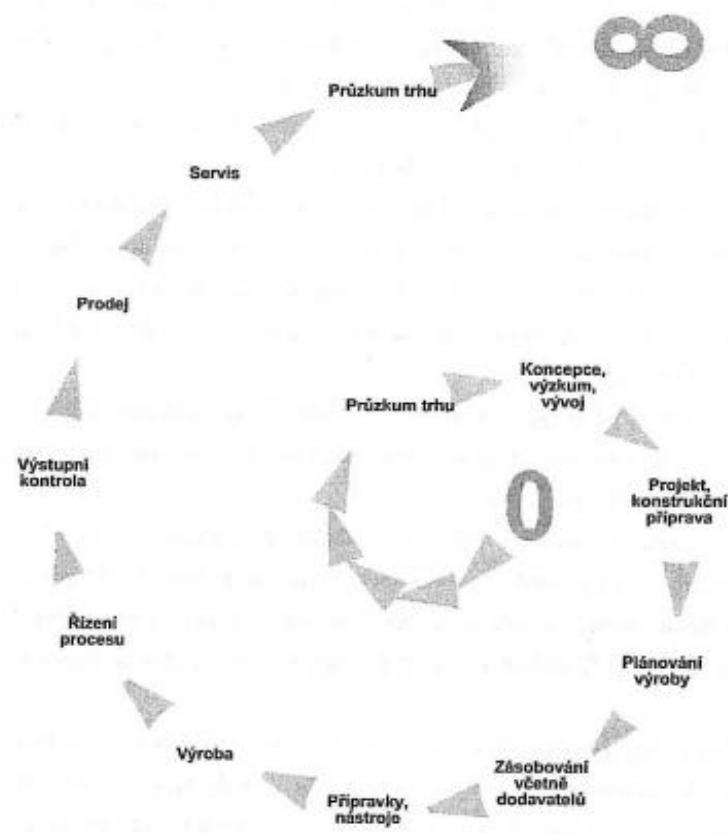 Průzkum trhu
Servis
Prodej
Výstupní
kontrola
Řízení
procesu
Výroba
Přípravky,
nástroje
Zásobování
včetně
dodavatelů
Plánování
výroby
Projekt,
konstrukční
příprava
Koncepce,
výzkum,
vývoj
Průzkum trhu
0
∞